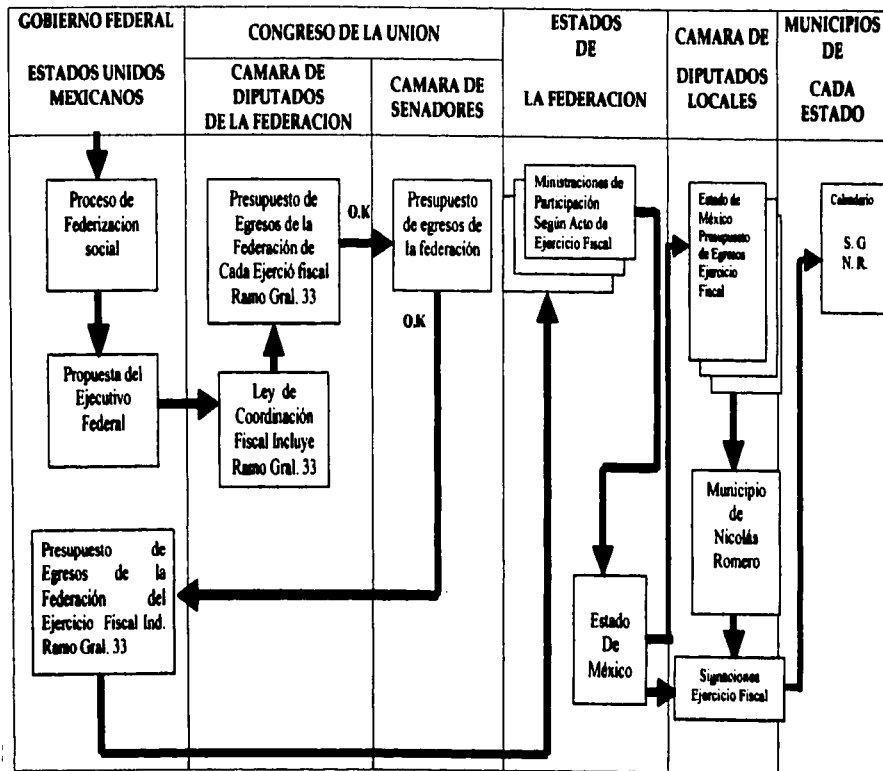 GOBIERNO FEDERAL
ESTADOS UNIDOS
MEXICANOS
CONGRESO DE LA UNION
CAMARA DE
DIPUTADOS
DE LA FEDERACION
CAMARA DE
SENADORES
ESTADOS
DE
LA FEDERACION
CAMARA DE
DIPUTADOS
LOCALES
MUNICIPIOS
DE
CADA
ESTADO
Proceso de
Federizacion
social
Propuesta del
Ejecutivo
Federal
Presupuesto de
Egresos de la
Federación del
Ejercicio Fiscal Ind.
Ramo Gral. 33
Presupuesto de
Egresos de la
Federación de
Cada Ejerció fiscal
Ramo Gral. 33
O.K
Ley de
Coordinación
Fiscal Incluye
Ramo Gral. 33
Presupuesto
de egresos de
la federación
O.K
Ministraciones de
Participación
Según Acto de
Ejercicio Fiscal
Estado
De
México
Estado de
México
Presupuesto
de Egresos
Ejercicio
Fiscal
Municipio
de
Nicolás
Romero
Signaciones
Ejercicio Fiscal
Calendario
S. G
N. R.